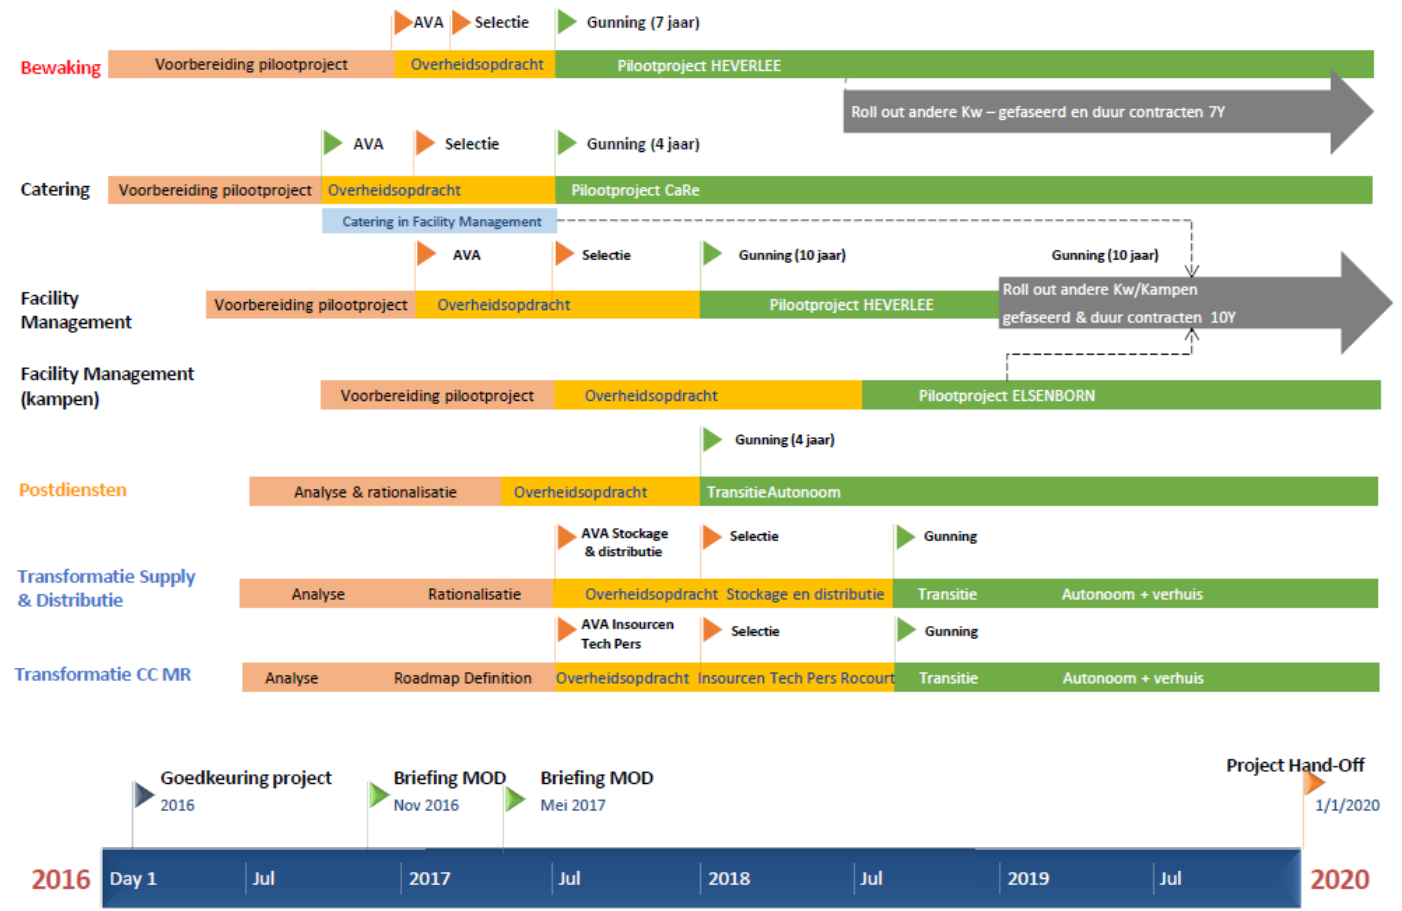 AVA
Selectie
Gunning (7 jaar)
Bewaking
Voorbereiding pilootproject
Overheidsopdracht
Pilootproject HEVERLEE
Roll out andere Kw – gefaseerd en duur contracten 7Y
AVA
Selectie
Gunning (4 jaar)
Catering
Voorbereiding pilootproject
Overheidsopdracht
Pilootproject CaRe
Catering in Facility Management
AVA
Selectie
Gunning (10 jaar)
Gunning (10 jaar)
Facility
Management
Voorbereiding pilootproject
Overheidsopdracht
Pilootproject HEVERLEE
Roll out andere Kw/Kampen
gefaseerd & duur contracten 10Y
Facility Management
(kampen)
Voorbereiding pilootproject
Overheidsopdracht
Pilootproject ELSENBORN
Gunning (4 jaar)
Postdiensten
Analyse & rationalisatie
Overheidsopdracht
TransitieAutonoom
AVA Stockage
& distributie
Selectie
Gunning
Transformatie Supply
& Distributie
Analyse
Rationalisatie
Overheidsopdracht Stockage en distributie
Transitie
Autonoom + verhuis
AVA Insourcen
Tech Pers
Selectie
Gunning
Transformatie CC MR
Analyse
Roadmap Definition
Overheidsopdracht Insourcen Tech Pers Rocourt
Transitie
Autonoom + verhuis
Goedkeuring project
2016
Briefing MOD
Nov 2016
Briefing MOD
Mei 2017
Project Hand-Off
1/1/2020
2016
Day 1
Jul
2017
Jul
2018
Jul
2019
Jul
2020